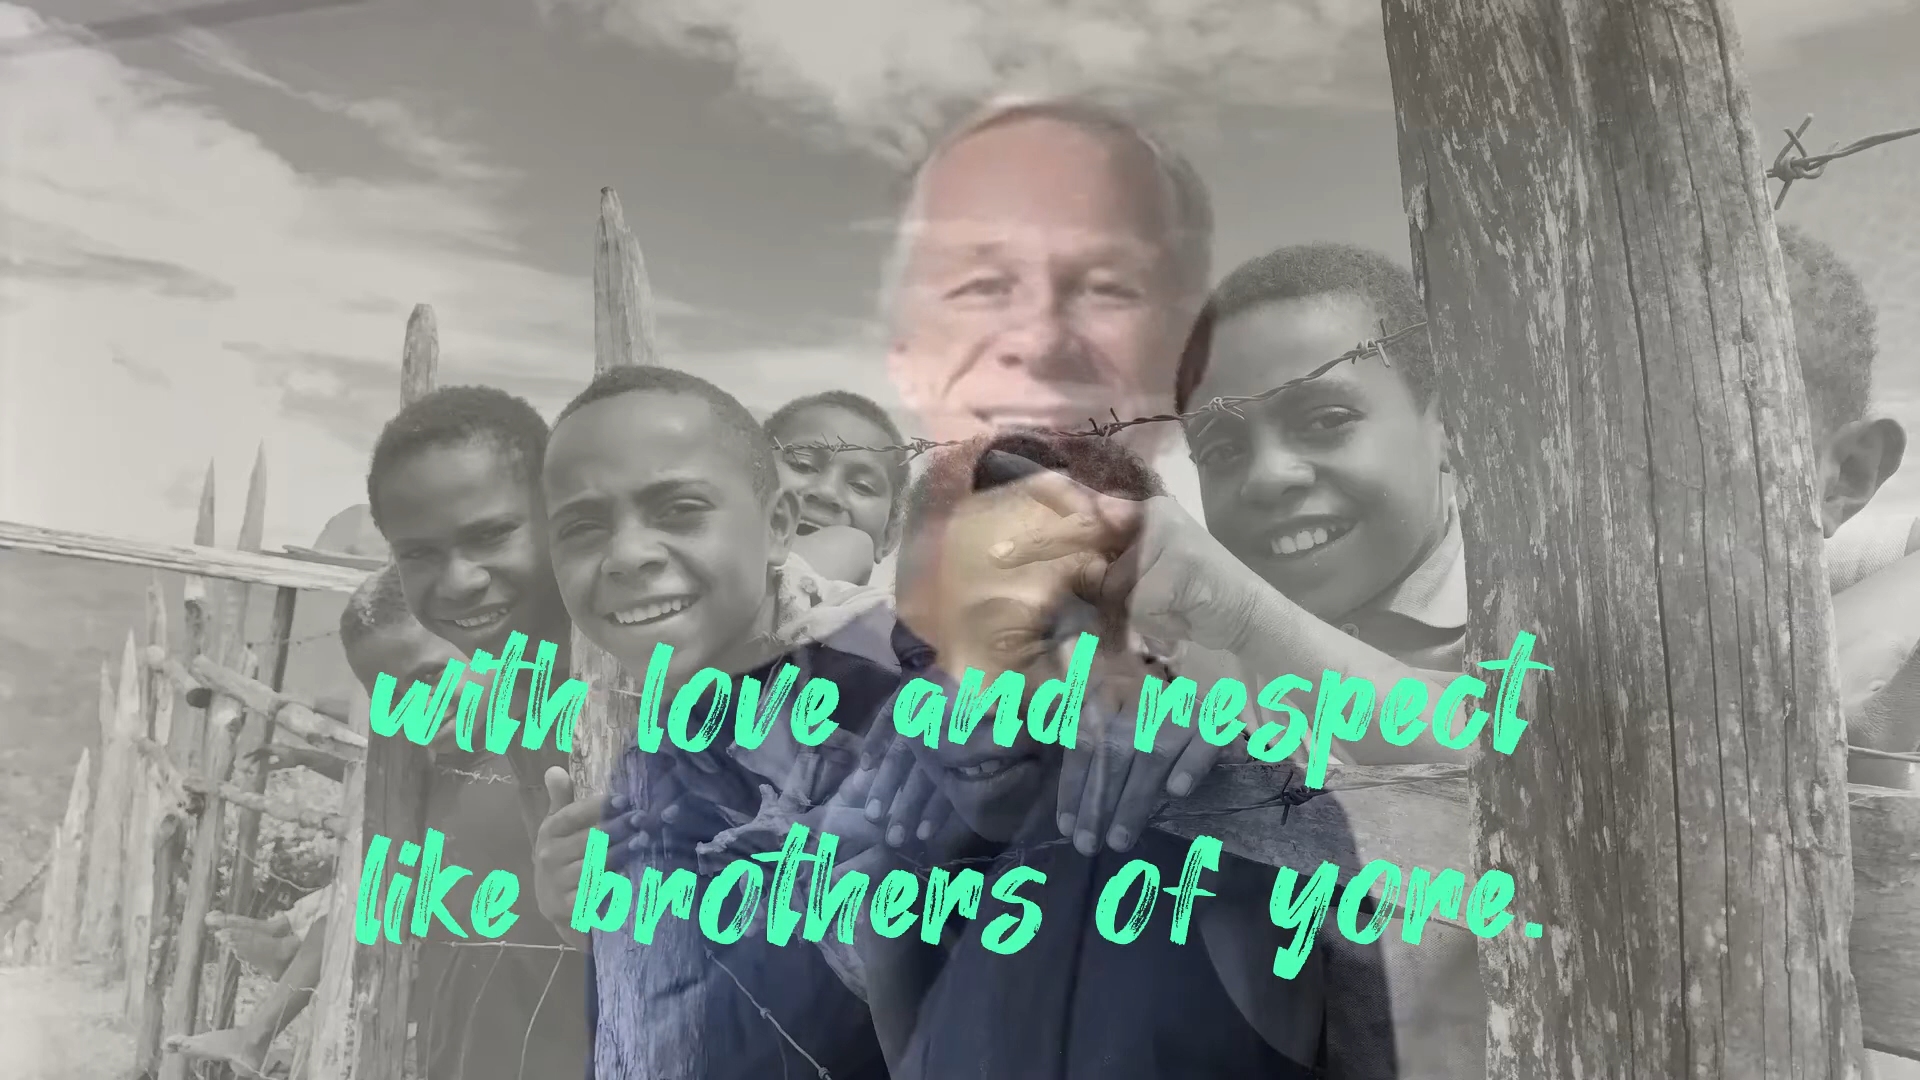 with love and respect
like brothers of yore.